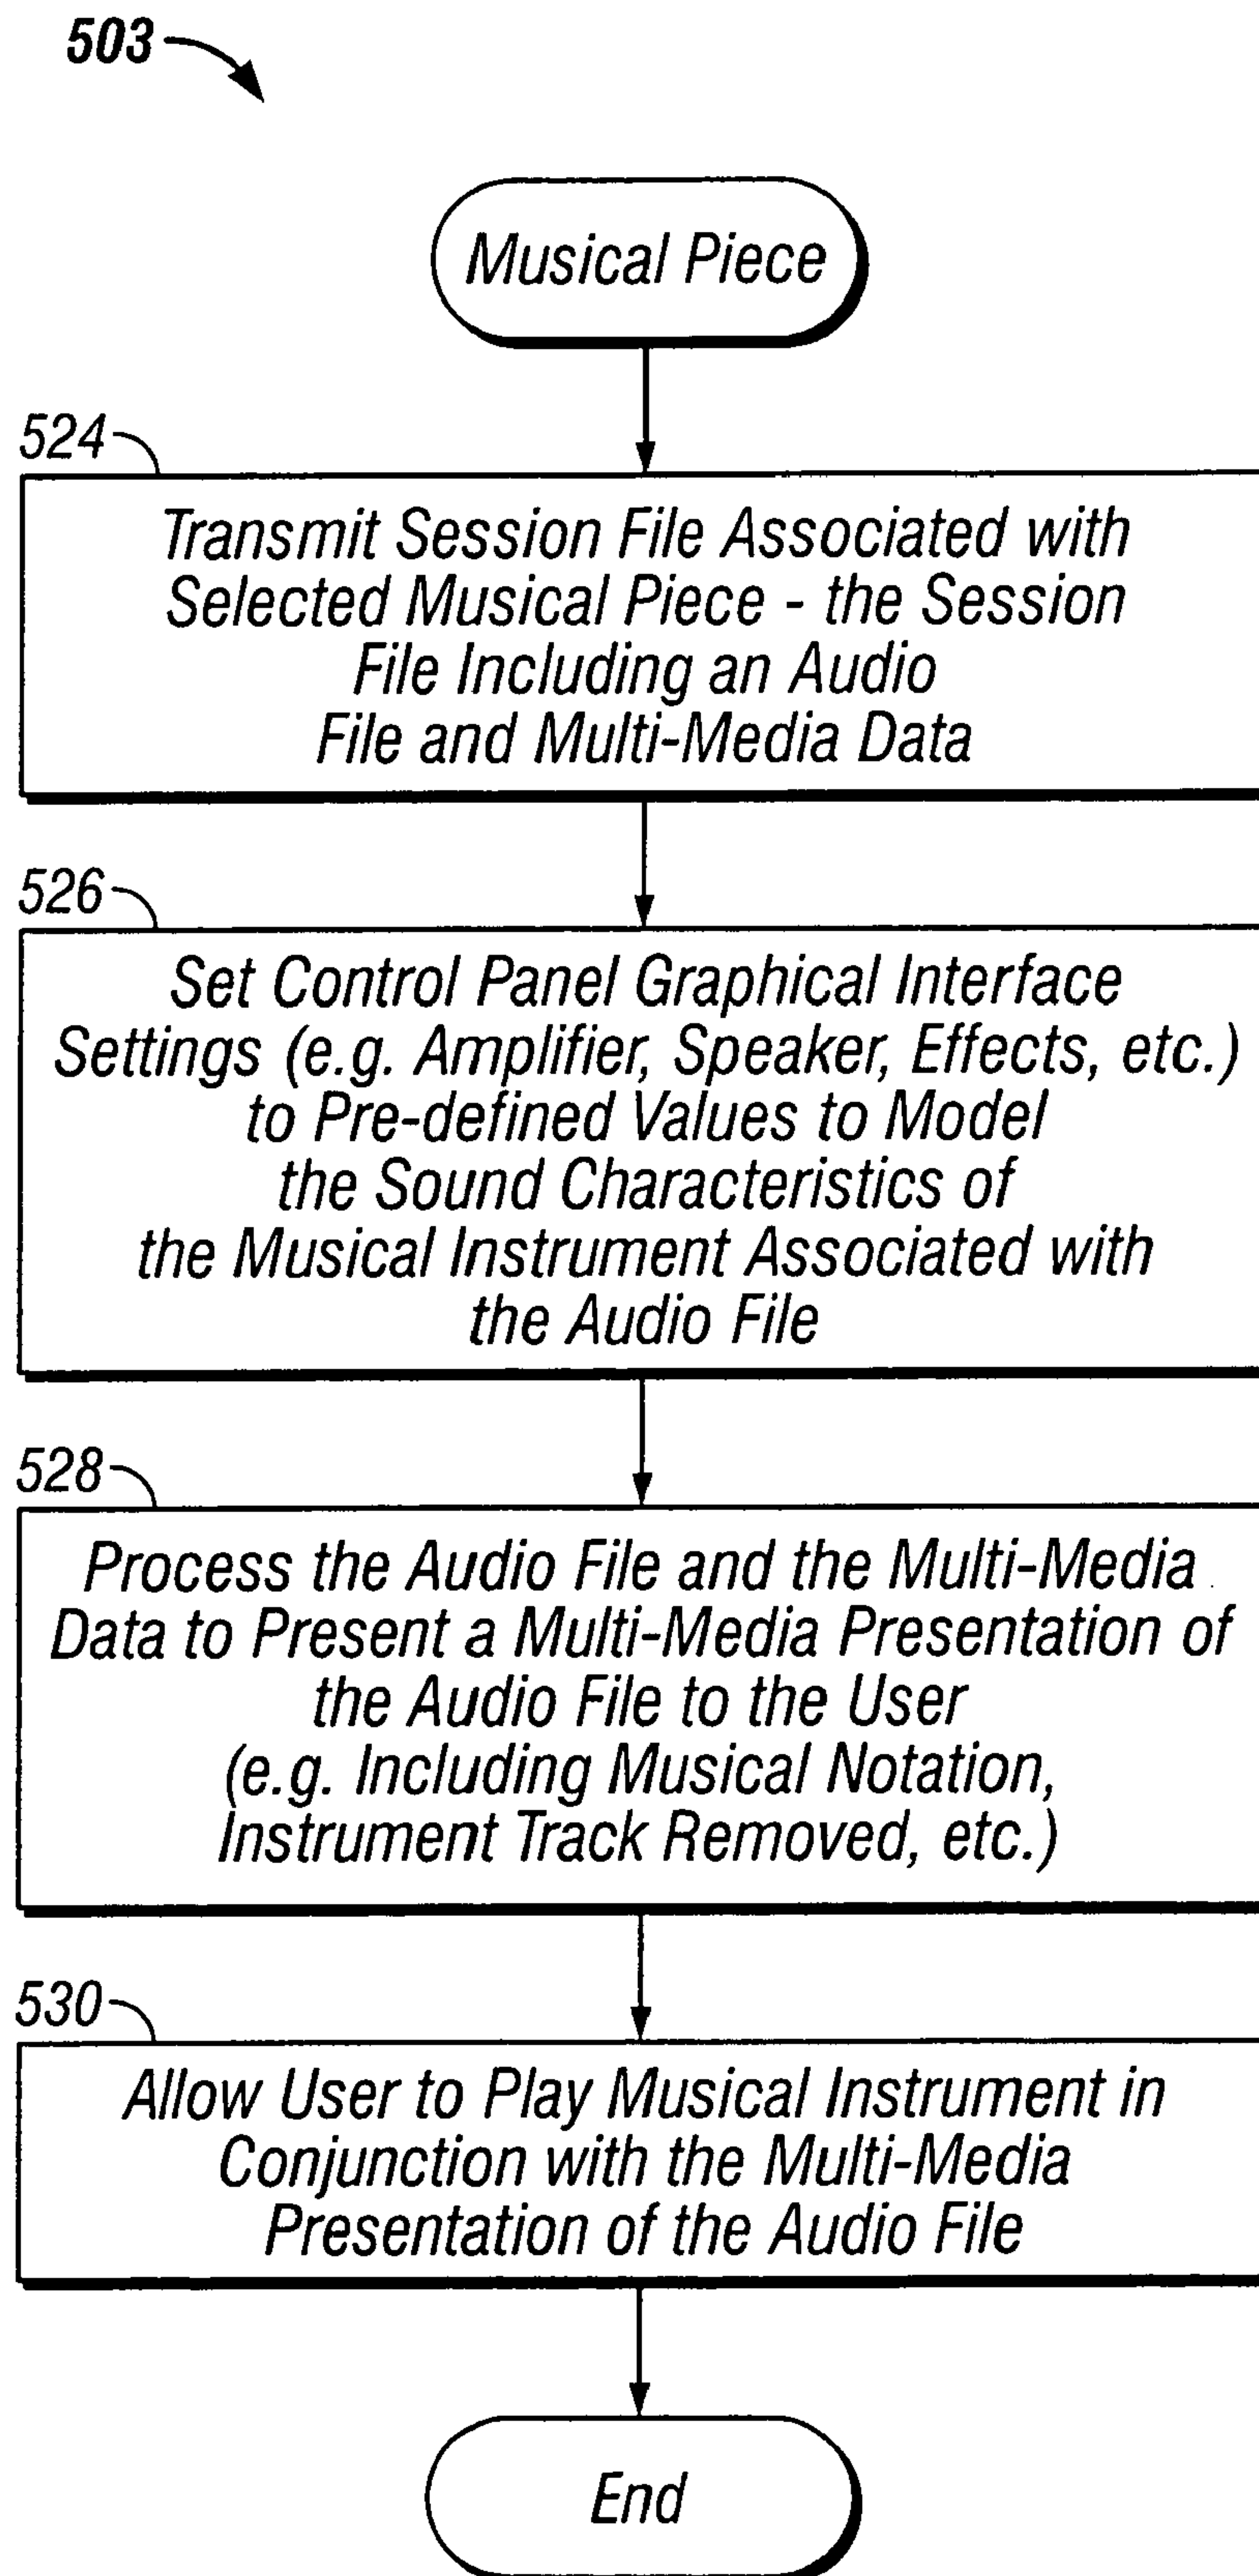 503
Musical Piece
524
Transmit Session File Associated with
Selected Musical Piece - the Session
File Including an Audio
File and Multi-Media Data
526
Set Control Panel Graphical Interface
Settings (e.g. Amplifier, Speaker, Effects, etc.)
to Pre-defined Values to Model
the Sound Characteristics of
the Musical Instrument Associated with
the Audio File
528
Process the Audio File and the Multi-Media
Data to Present a Multi-Media Presentation of
the Audio File to the User
(e.g. Including Musical Notation,
Instrument Track Removed, etc.)
530
Allow User to Play Musical Instrument in
Conjunction with the Multi-Media
Presentation of the Audio File
End